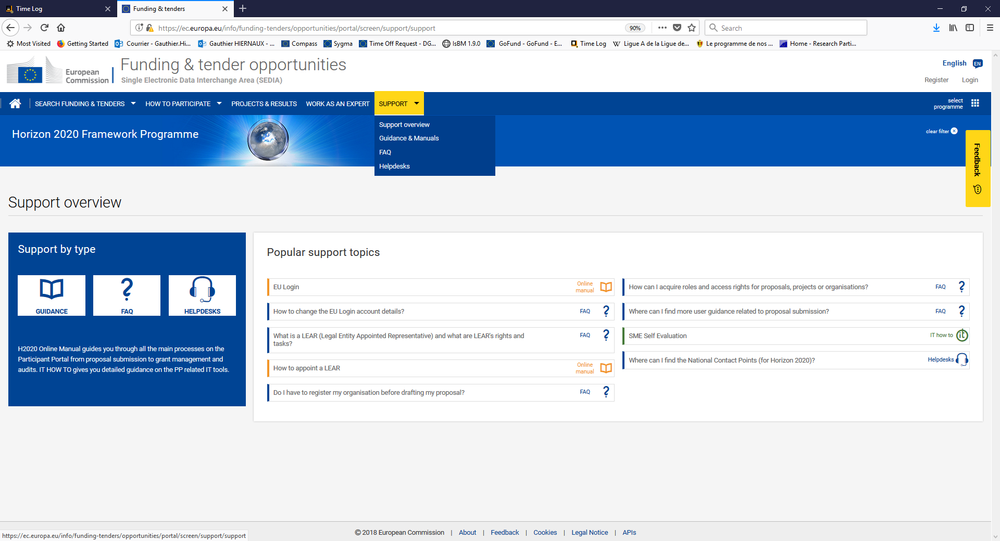 Time Log
Funding & tenders
https://ec.europa.eu/info/funding-tenders/opportunities/portal/screen/support/support
90%
Search
Most Visited
Getting Started
Courrier - Gauthier.Hi...
Gauthier HIERNAUX - ...
Compass
Sygma
Time Off Request - DG...
IsBM 1.9.0
GoFund - GoFund - E...
Time Log
Ligue A de la Ligue de...
Le programme de nos ...
Home - Research Parti...
European
Commission
Funding & tender opportunities
Single Electronic Data Interchange Area (SEDIA)
English EN
Register Login
SEARCH FUNDING & TENDERS
HOW TO PARTICIPATE
PROJECTS & RESULTS
WORK AS AN EXPERT
SUPPORT
select
programme
Support overview
Guidance & Manuals
FAQ
Helpdesks
Horizon 2020 Framework Programme
clear filter
Feedback
Support overview
Support by type
GUIDANCE
FAQ
HELPDESKS
H2020 Online Manual guides you through all the main processes on the
Participant Portal from proposal submission to grant management and
audits. IT HOW TO gives you detailed guidance on the PP related IT tools.
Popular support topics
EU Login
Online
manual
How to change the EU Login account details?
FAQ
What is a LEAR (Legal Entity Appointed Representative) and what are LEAR's rights and
tasks?
FAQ
How to appoint a LEAR
Online
manual
Do I have to register my organisation before drafting my proposal?
FAQ
How can I acquire roles and access rights for proposals, projects or organisations?
FAQ
Where can I find more user guidance related to proposal submission?
FAQ
SME Self Evaluation
IT how to
it
Where can I find the National Contact Points (for Horizon 2020)?
Helpdesks
https://ec.europa.eu/info/funding-tenders/opportunities/portal/screen/support/support
© 2018 European Commission | About | Feedback | Cookies | Legal Notice | APIs